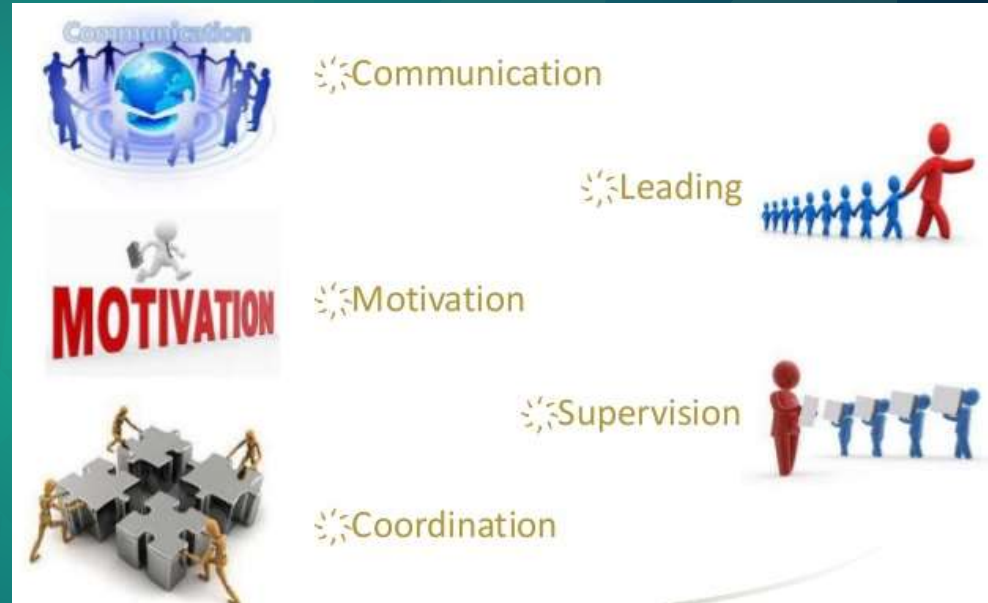 Communication
Communication
Leading
MOTIVATION
Motivation
Supervision
Coordination